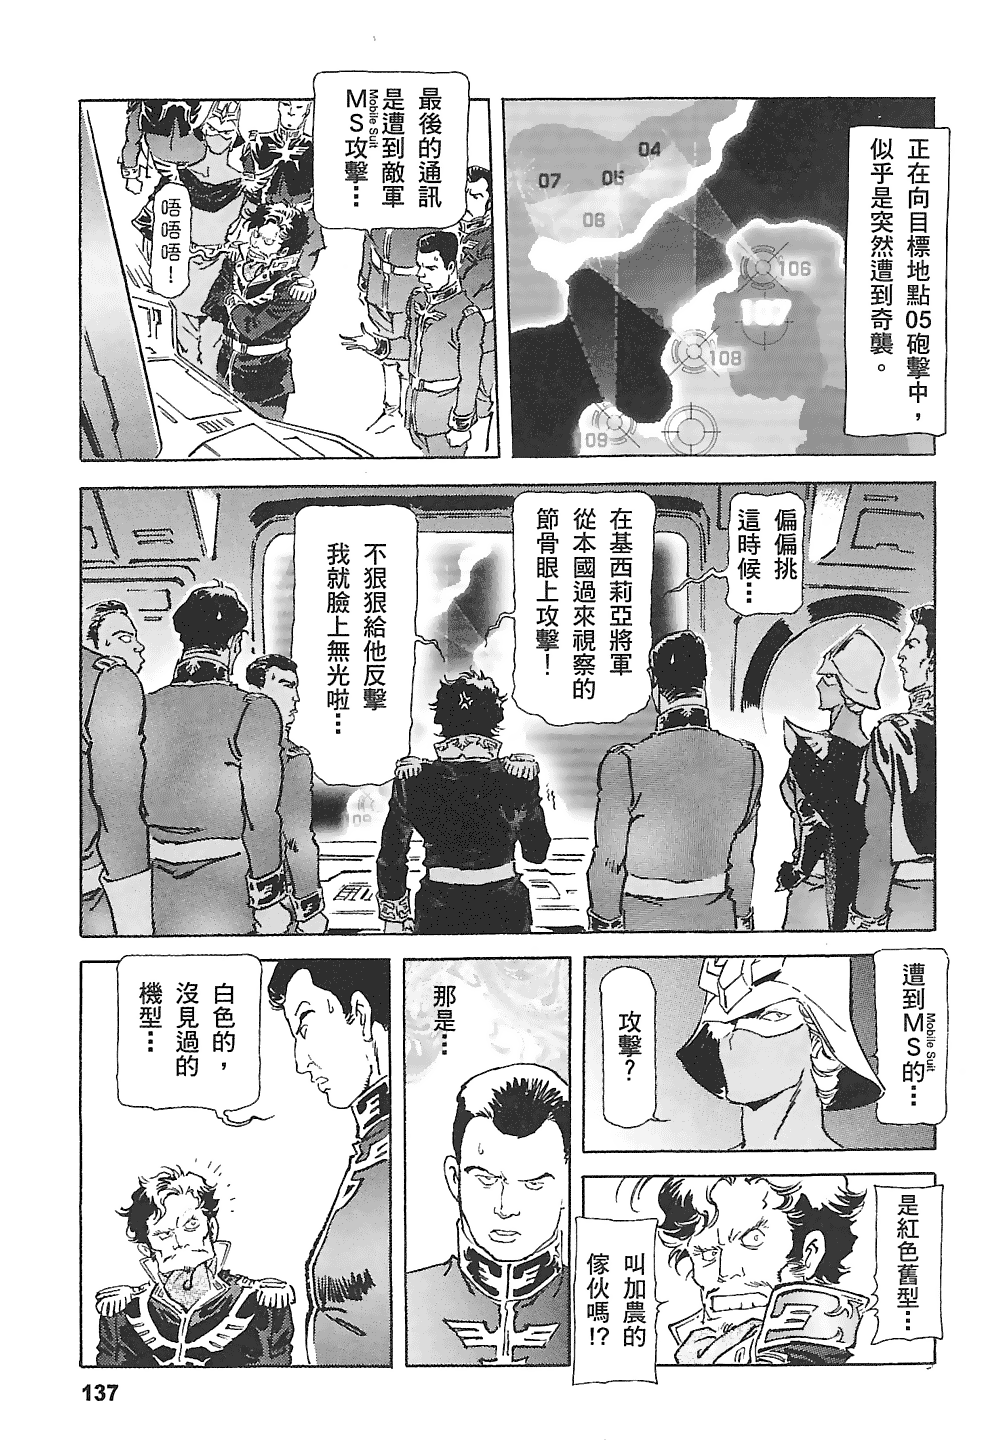 正在向目標地點05砲擊中，
似乎是突然遭到奇襲。
04
07
05
06
106
107
108
109
最後的通訊
是遭到敵軍
MS攻擊…
Mobile Suit
唔唔唔！
偏偏挑
這時候…
在基西莉亞將軍
從本國過來視察的
節骨眼上攻擊！
不狠狠給他反擊
我就臉上無光啦…
109
遭到MS的…
Mobile Suit
攻擊？
是紅色舊型…
叫加農的
傢伙嗎!?
那是…
白色的，
沒見過的
機型…
137